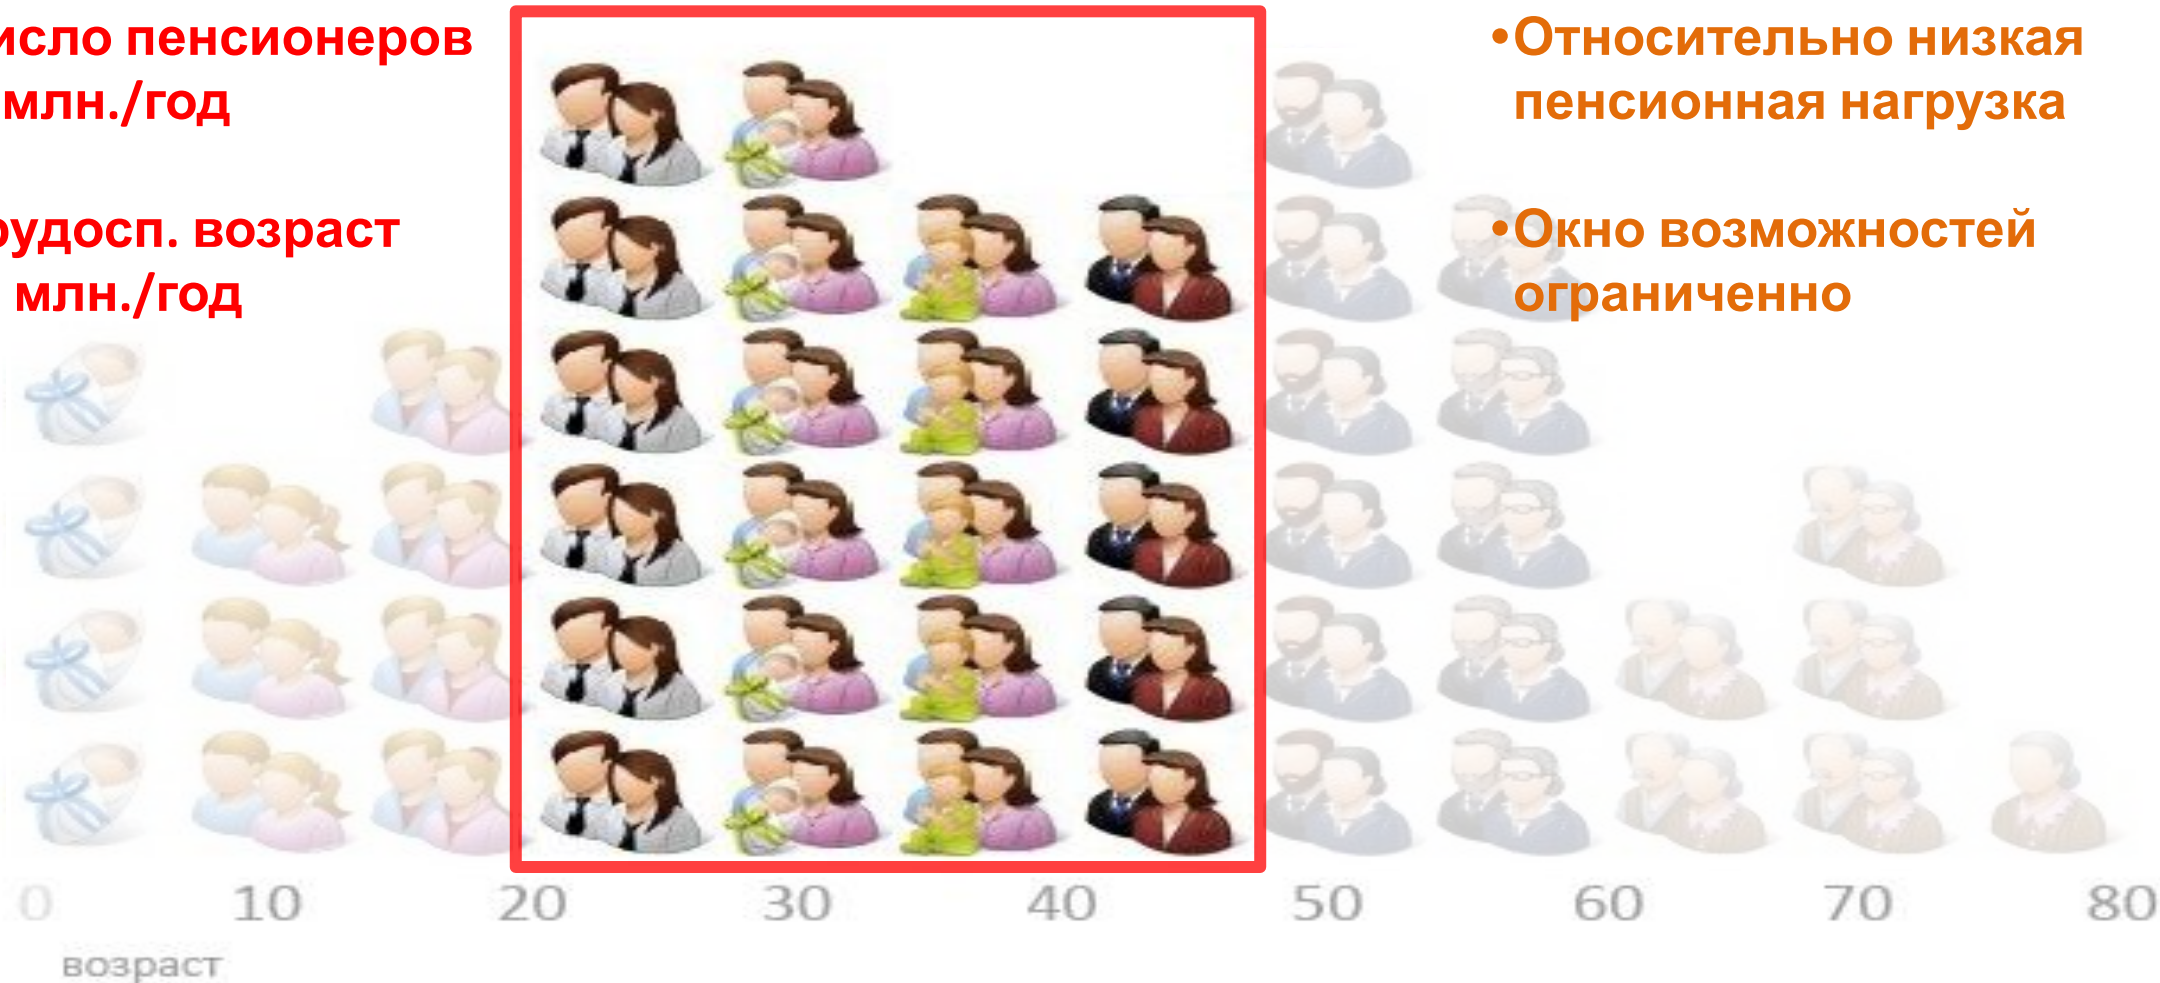 исло пенсионеров
млн./год
рудосп. возраст
млн./год
•Относительно низкая
пенсионная нагрузка
•Окно возможностей
ограниченно
0 10 20 30 40 50 60 70 80
возраст